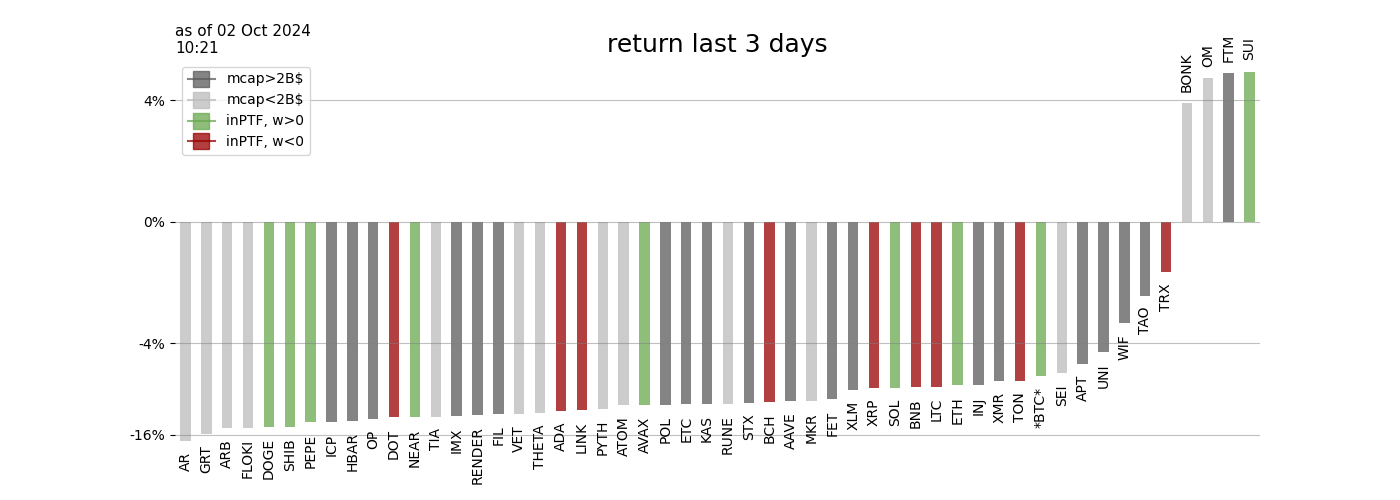 as of 02 Oct 2024
10:21
return last 3 days
mcap>2B$
mcap<2B$
inPTF, w>0
inPTF, w<0
4%
0%
-4%
-16%
AR
GRT
ARB
FLOKI
DOGE
SHIB
PEPE
ICP
HBAR
OP
DOT
NEAR
TIA
IMX
RENDER
FIL
VET
THETA
ADA
LINK
PYTH
ATOM
AVAX
POL
ETC
KAS
RUNE
STX
BCH
AAVE
MKR
FET
XLM
XRP
SOL
BNB
LTC
ETH
INJ
XMR
TON
*BTC*
SEI
APT
UNI
WIF
TAO
TRX
BONK
OM
FTM
SUI